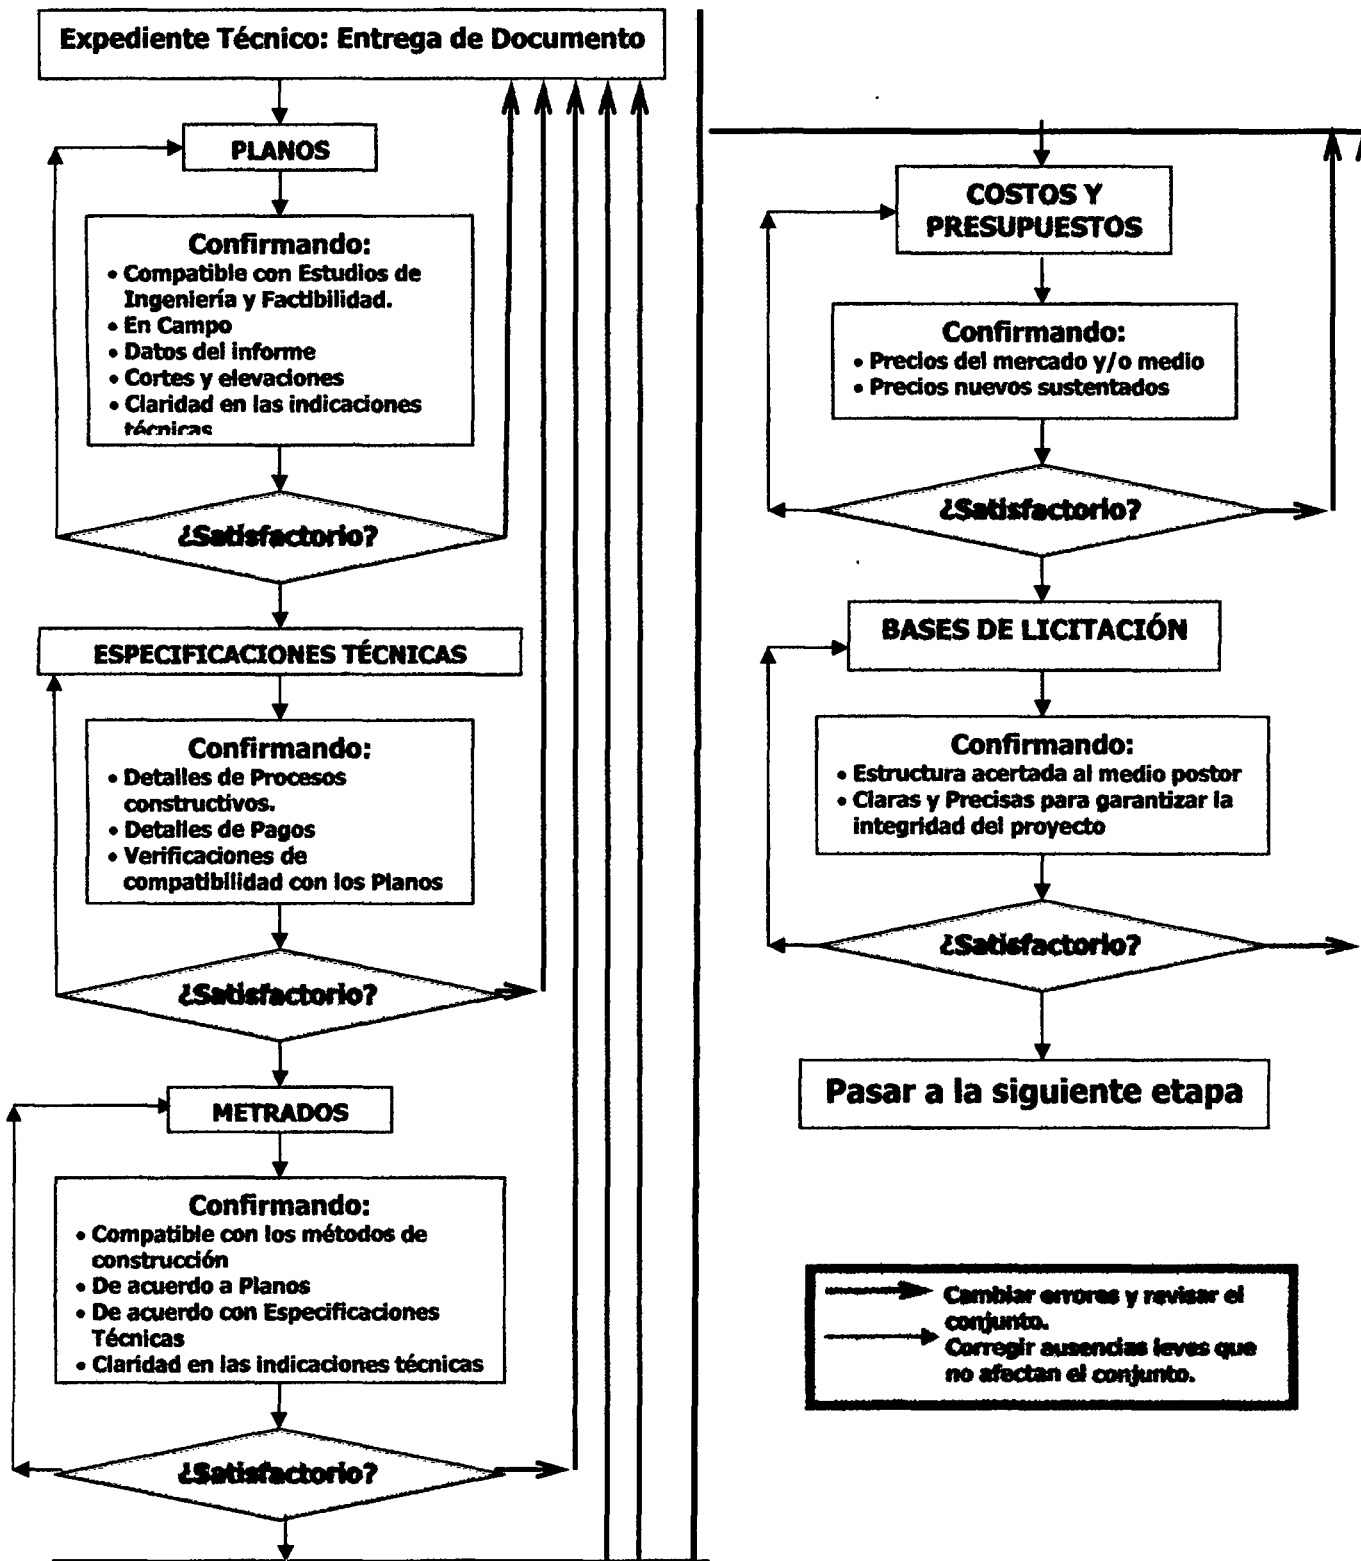 Expediente Técnico: Entrega de Documento
PLANOS
Confirmando:
• Compatible con Estudios de
Ingeniería y Factibilidad.
• En Campo
• Datos del informe
• Cortes y elevaciones
• Claridad en las indicaciones
técnicas
¿Satisfactorio?
ESPECIFICACIONES TÉCNICAS
Confirmando:
• Detalles de Procesos
constructivos.
• Detalles de Pagos
• Verificaciones de
compatibilidad con los Planos
¿Satisfactorio?
METRADOS
Confirmando:
• Compatible con los métodos de
construcción
• De acuerdo a Planos
• De acuerdo con Especificaciones
Técnicas
• Claridad en las indicaciones técnicas
¿Satisfactorio?
COSTOS Y
PRESUPUESTOS
Confirmando:
• Precios del mercado y/o medio
• Precios nuevos sustentados
¿Satisfactorio?
BASES DE LICITACIÓN
Confirmando:
• Estructura acertada al medio postor
• Claras y Precisas para garantizar la
integridad del proyecto
¿Satisfactorio?
Pasar a la siguiente etapa
Cambiar errores y revisar el
conjunto.
Corregir ausencias leves que
no afectan el conjunto.